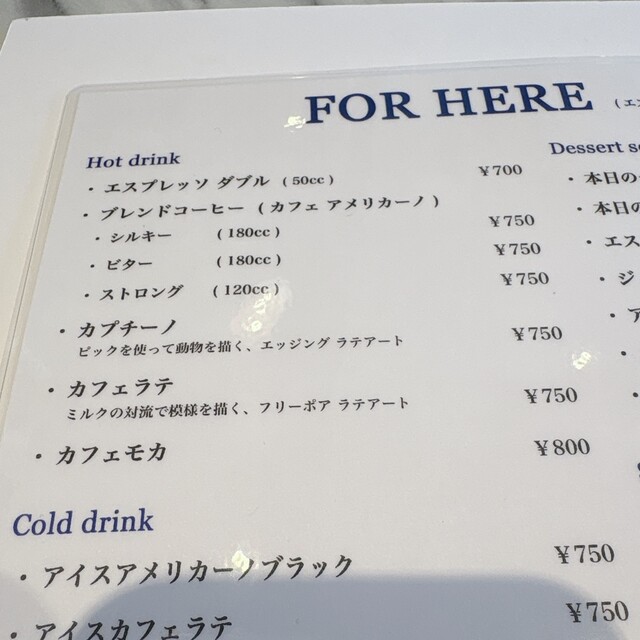 FOR HERE
Hot drink
・エスプレッソ ダブル (50cc) ¥700
・ブレンドコーヒー (カフェ アメリカーノ)
・シルキー (180cc) ¥750
・ビター (180cc) ¥750
・ストロング (120cc) ¥750
・カプチーノ ¥750
ピックを使って動物を描く、エッジング ラテアート
・カフェラテ ¥750
ミルクの対流で模様を描く、フリーポア ラテアート
・カフェモカ ¥800
Cold drink
・アイスアメリカーノブラック ¥750
・アイスカフェラテ ¥750
Dessert
・本日の
・本日の
・エス
・ジ
・ア